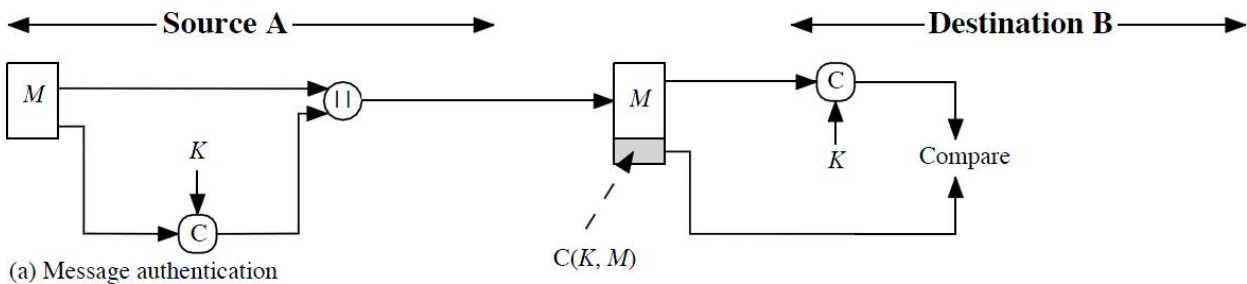 Source A
Destination B
M
| |
M
C
K
K
Compare
C
C(K, M)
(a) Message authentication